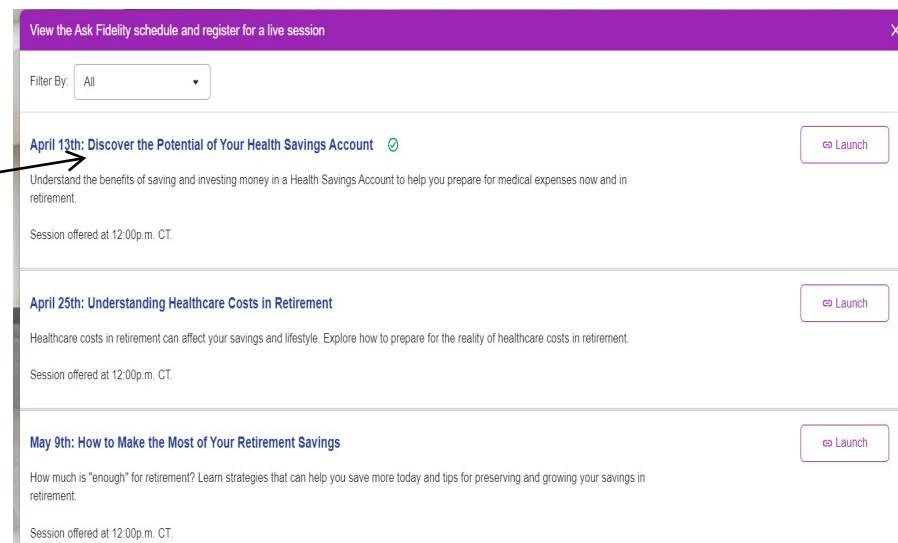 View the Ask Fidelity schedule and register for a live session
X
Filter By:
All
April 13th: Discover the Potential of Your Health Savings Account
Launch
Understand the benefits of saving and investing money in a Health Savings Account to help you prepare for medical expenses now and in
retirement.
Session offered at 12:00p.m. CT.
April 25th: Understanding Healthcare Costs in Retirement
Launch
Healthcare costs in retirement can affect your savings and lifestyle. Explore how to prepare for the reality of healthcare costs in retirement.
Session offered at 12:00p.m. CT.
May 9th: How to Make the Most of Your Retirement Savings
Launch
How much is "enough" for retirement? Learn strategies that can help you save more today and tips for preserving and growing your savings in
retirement.
Session offered at 12:00p.m. CT.